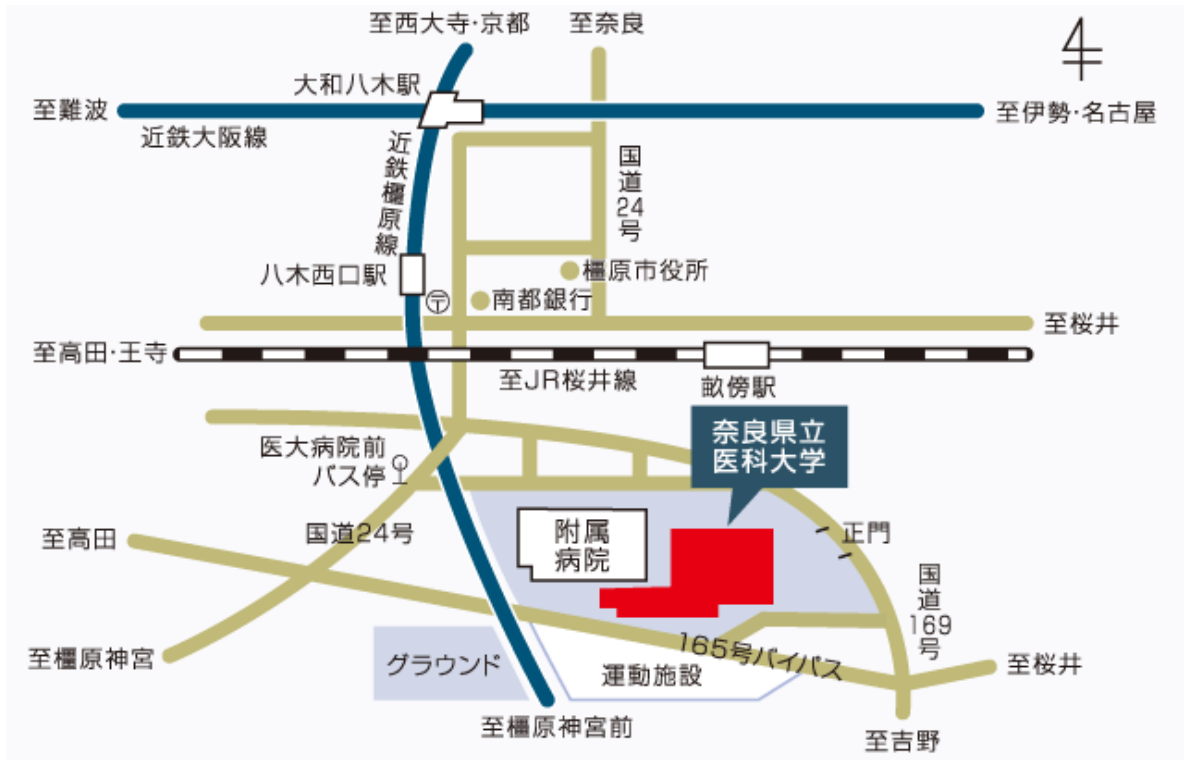 至西大寺・京都
至奈良
大和八木駅
至難波
至伊勢・名古屋
近鉄大阪線
近鉄橿原線
国道24号
八木西口駅
橿原市役所
〒
南都銀行
至桜井
至高田・王寺
至JR桜井線
畝傍駅
奈良県立
医科大学
医大病院前
バス停
国道24号
至高田
附属
病院
正門
国道169号
165号バイパス
至橿原神宮
グラウンド
運動施設
至桜井
至橿原神宮前
至吉野